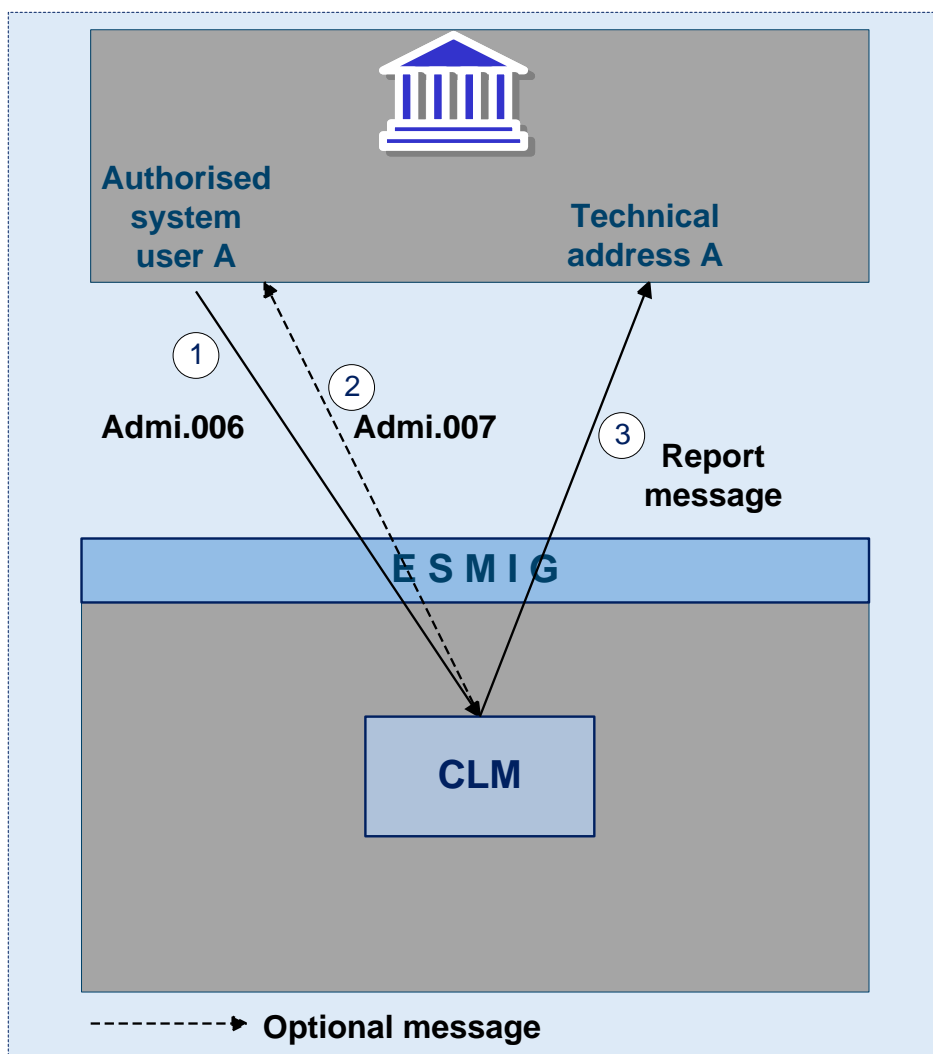 Authorised
system
user A
Technical
address A
1
2
Admi.006
Admi.007
3
Report
message
E S M I G
CLM
Optional message